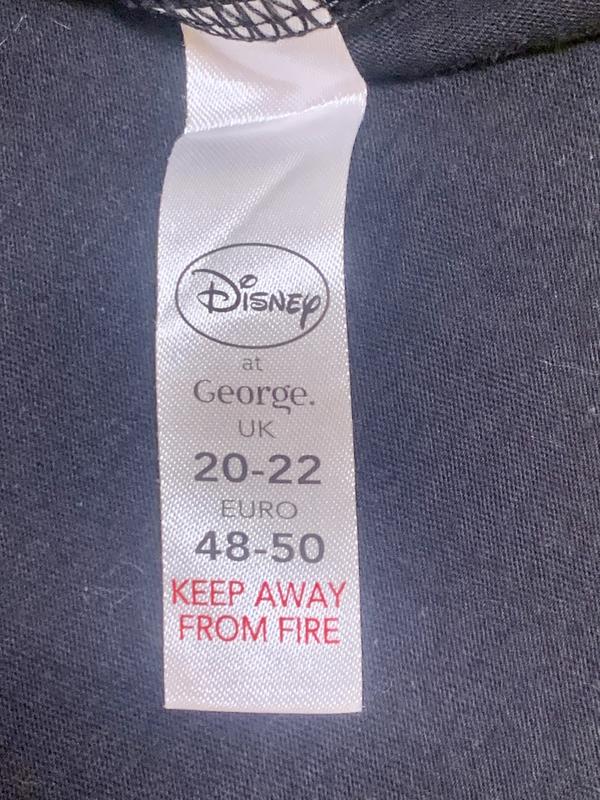 Disney
at
George.
UK
20-22
EURO
48-50
KEEP AWAY
FROM FIRE